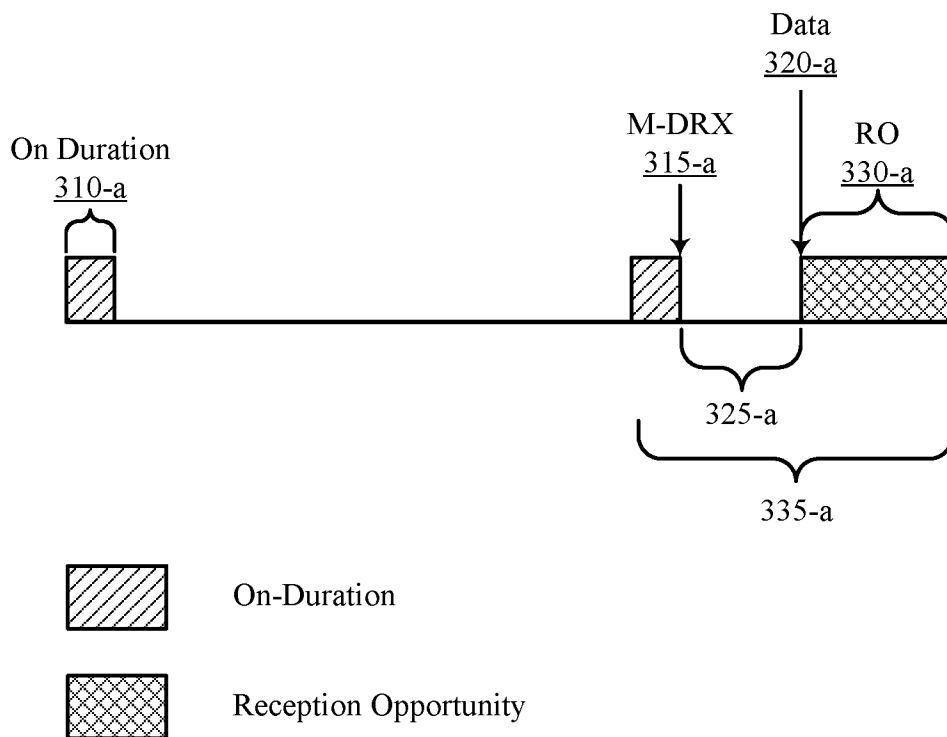 Data
320-a
M-DRX
315-a
RO
330-a
On Duration
310-a
325-a
335-a
On-Duration
Reception Opportunity